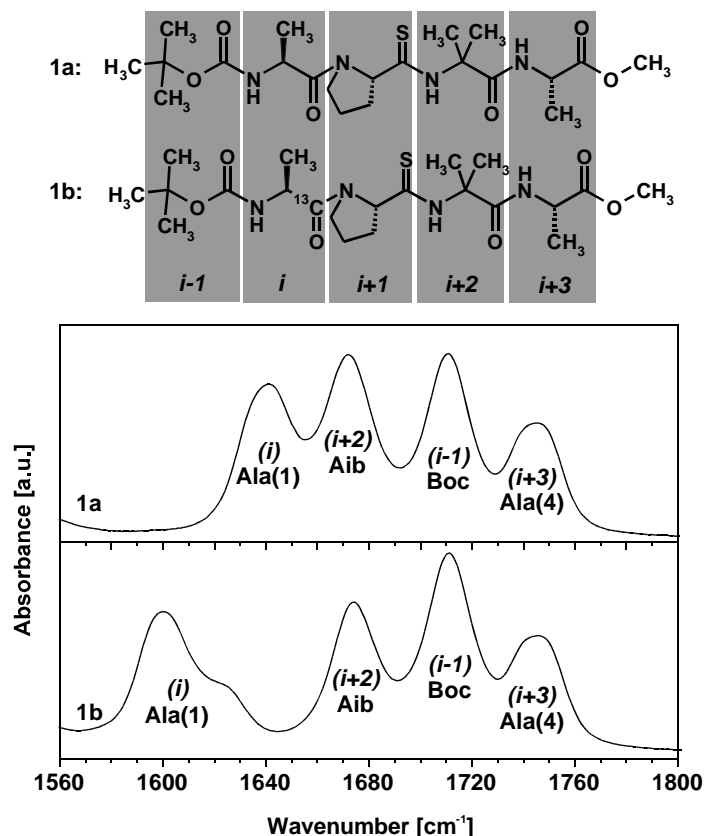 1a:
H₃C CH₃ CH₃ O O N H CH₃ O N S N H H₃C CH₃ O H N CH₃ O O CH₃
1b:
H₃C CH₃ CH₃ O O N H CH₃ ¹³C O N S N H H₃C CH₃ O H N CH₃ O O CH₃
i-1 i i+1 i+2 i+3
Absorbance [a.u.]
1a
(i)
Ala(1)
(i+2)
Aib
(i-1)
Boc
(i+3)
Ala(4)
1b
(i)
Ala(1)
(i+2)
Aib
(i-1)
Boc
(i+3)
Ala(4)
1560 1600 1640 1680 1720 1760 1800
Wavenumber [cm⁻¹]